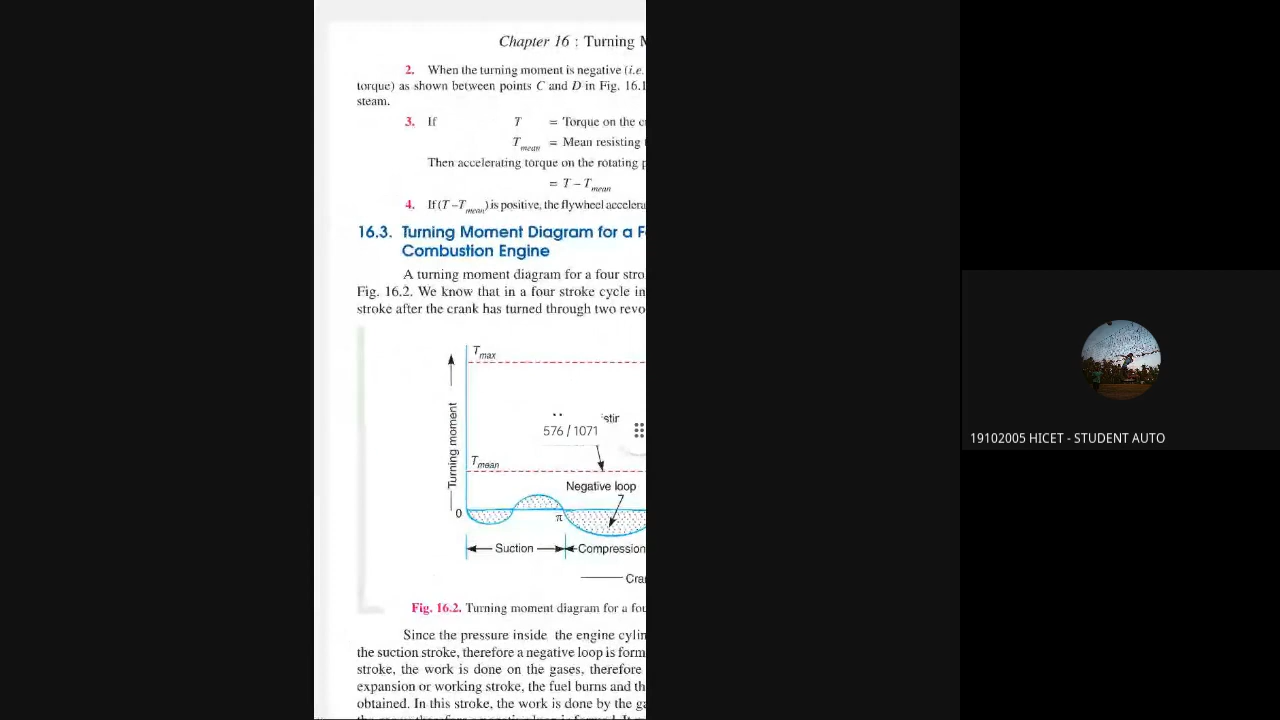 Chapter 16 : Turning M
2. When the turning moment is negative (i.e.
torque) as shown between points C and D in Fig. 16.1
steam.
3. If T = Torque on the c
Tmean = Mean resisting
Then accelerating torque on the rotating p
= T – Tmean
4. If (T –Tmean) is positive, the flywheel accelera
16.3. Turning Moment Diagram for a F
Combustion Engine
A turning moment diagram for a four stro
Fig. 16.2. We know that in a four stroke cycle in
stroke after the crank has turned through two revo
Tmax
Turning moment
stir
576 / 1071
Tmean
Negative loop
0
π
Suction
Compression
Cra
Fig. 16.2. Turning moment diagram for a fou
Since the pressure inside the engine cylin
the suction stroke, therefore a negative loop is form
stroke, the work is done on the gases, therefore
expansion or working stroke, the fuel burns and th
obtained. In this stroke, the work is done by the ga
19102005 HICET - STUDENT AUTO